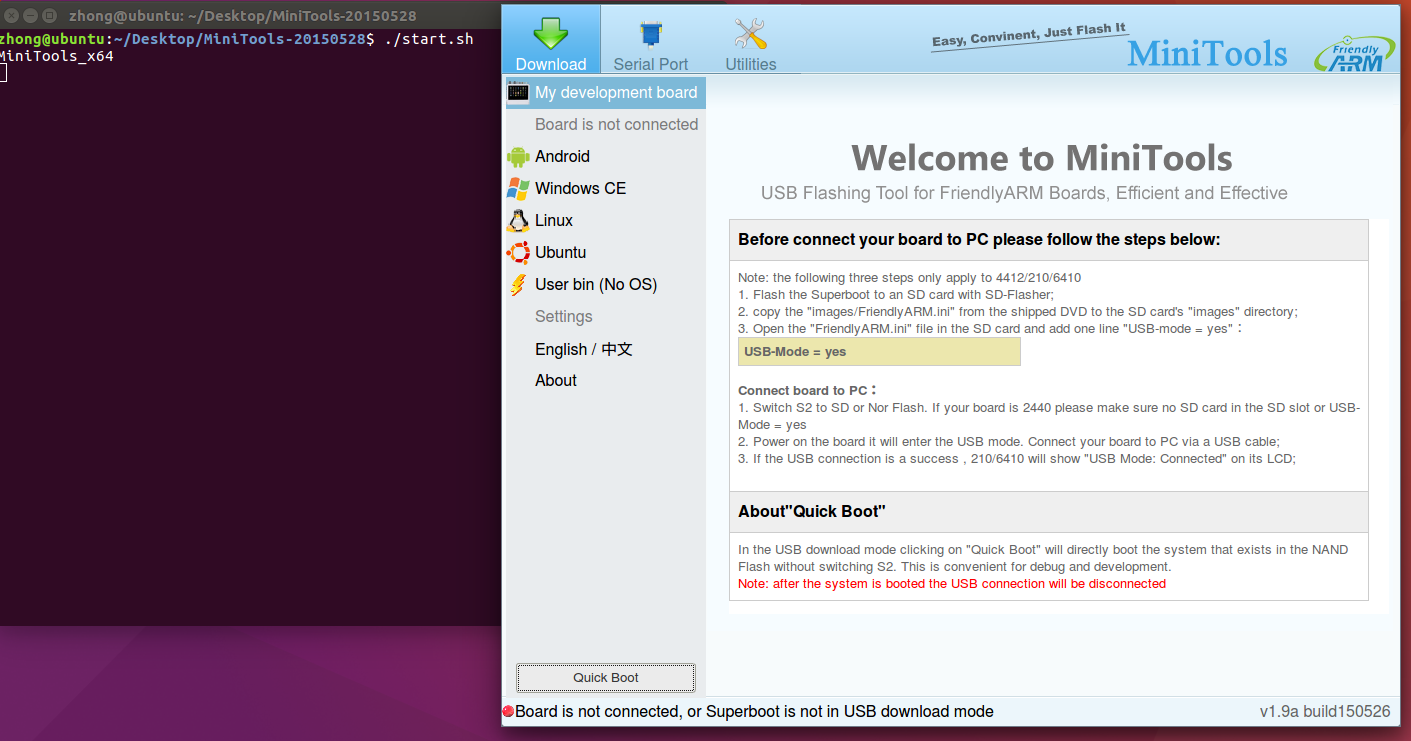 zhong@ubuntu: ~/Desktop/MiniTools-20150528
zhong@ubuntu:~/Desktop/MiniTools-20150528$ ./start.sh
MiniTools_x64
Download
Serial Port
Utilities
Easy, Convinent, Just Flash It
MiniTools
Friendly
ARM
My development board
Board is not connected
Android
Windows CE
Linux
Ubuntu
User bin (No OS)
Settings
English / 中文
About
Quick Boot
Welcome to MiniTools
USB Flashing Tool for FriendlyARM Boards, Efficient and Effective
Before connect your board to PC please follow the steps below:
Note: the following three steps only apply to 4412/210/6410
1. Flash the Superboot to an SD card with SD-Flasher;
2. copy the "images/FriendlyARM.ini" from the shipped DVD to the SD card's "images" directory;
3. Open the "FriendlyARM.ini" file in the SD card and add one line "USB-mode = yes"：
USB-Mode = yes
Connect board to PC：
1. Switch S2 to SD or Nor Flash. If your board is 2440 please make sure no SD card in the SD slot or USB-
Mode = yes
2. Power on the board it will enter the USB mode. Connect your board to PC via a USB cable;
3. If the USB connection is a success , 210/6410 will show "USB Mode: Connected" on its LCD;
About"Quick Boot"
In the USB download mode clicking on "Quick Boot" will directly boot the system that exists in the NAND
Flash without switching S2. This is convenient for debug and development.
Note: after the system is booted the USB connection will be disconnected
Board is not connected, or Superboot is not in USB download mode
v1.9a build150526